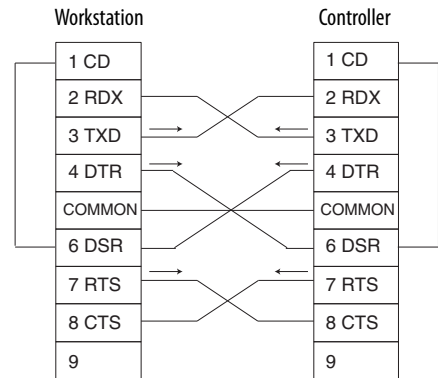 Workstation
1 CD
2 RDX
3 TXD
4 DTR
COMMON
6 DSR
7 RTS
8 CTS
9
Controller
1 CD
2 RDX
3 TXD
4 DTR
COMMON
6 DSR
7 RTS
8 CTS
9